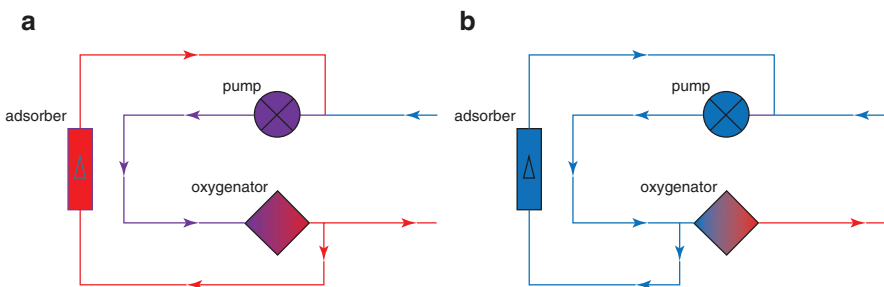 a
pump
adsorber
oxygenator
b
pump
adsorber
oxygenator